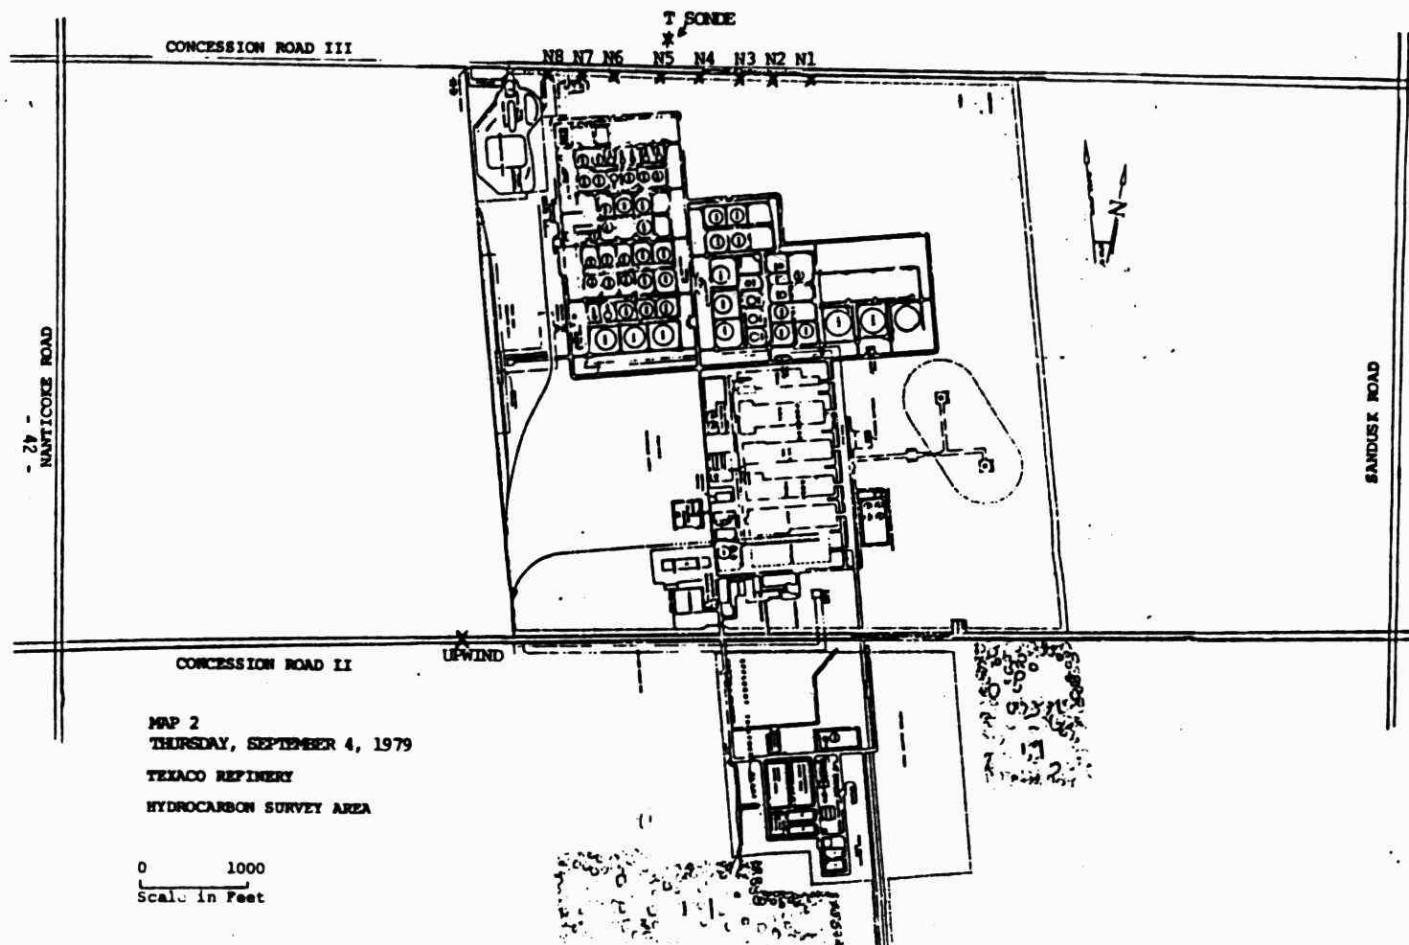 T SONDE
CONCESSION ROAD III
N8 N7 N6 N5 N4 N3 N2 N1
N
NANTICOKE ROAD
- 42 -
SANDUSK ROAD
UPWIND
CONCESSION ROAD II
MAP 2
THURSDAY, SEPTEMBER 4, 1979
TEXACO REFINERY
HYDROCARBON SURVEY AREA
0 1000
Scale in Feet